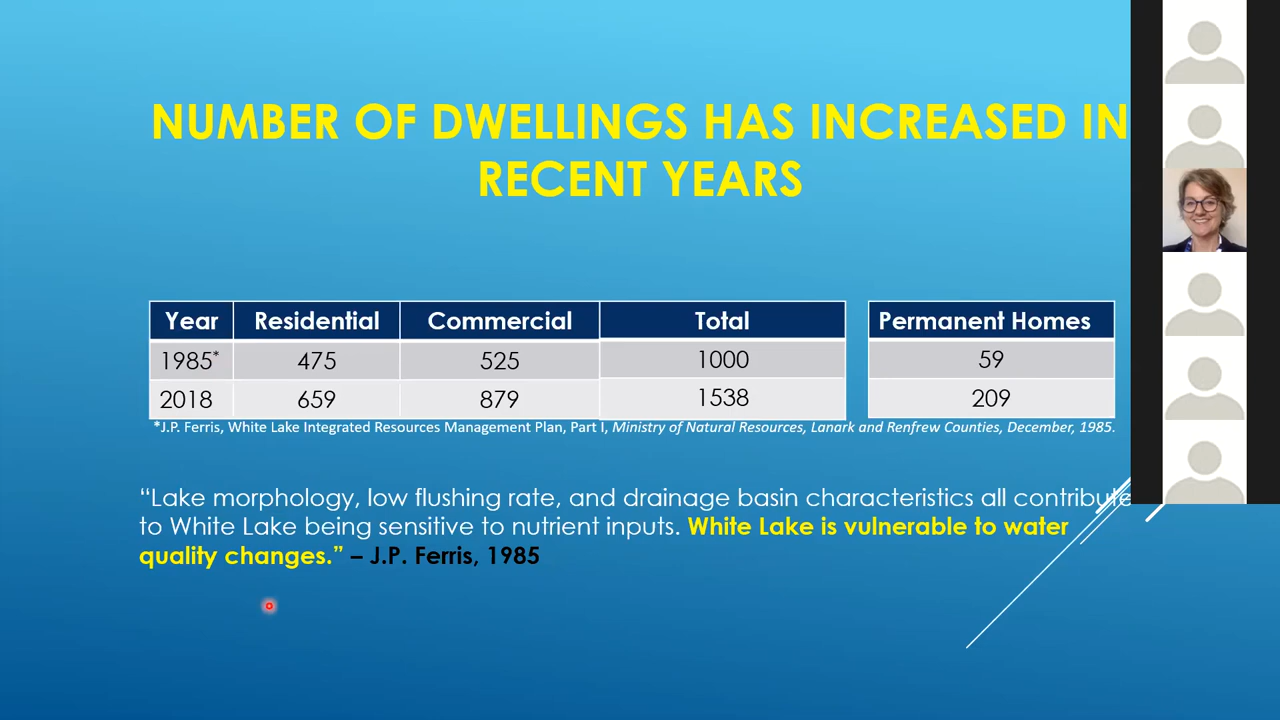 NUMBER OF DWELLINGS HAS INCREASED IN
RECENT YEARS
Year Residential Commercial Total Permanent Homes
1985* 475 525 1000 59
2018 659 879 1538 209
*J.P. Ferris, White Lake Integrated Resources Management Plan, Part I, Ministry of Natural Resources, Lanark and Renfrew Counties, December, 1985.
“Lake morphology, low flushing rate, and drainage basin characteristics all contribute
to White Lake being sensitive to nutrient inputs. White Lake is vulnerable to water
quality changes.” – J.P. Ferris, 1985